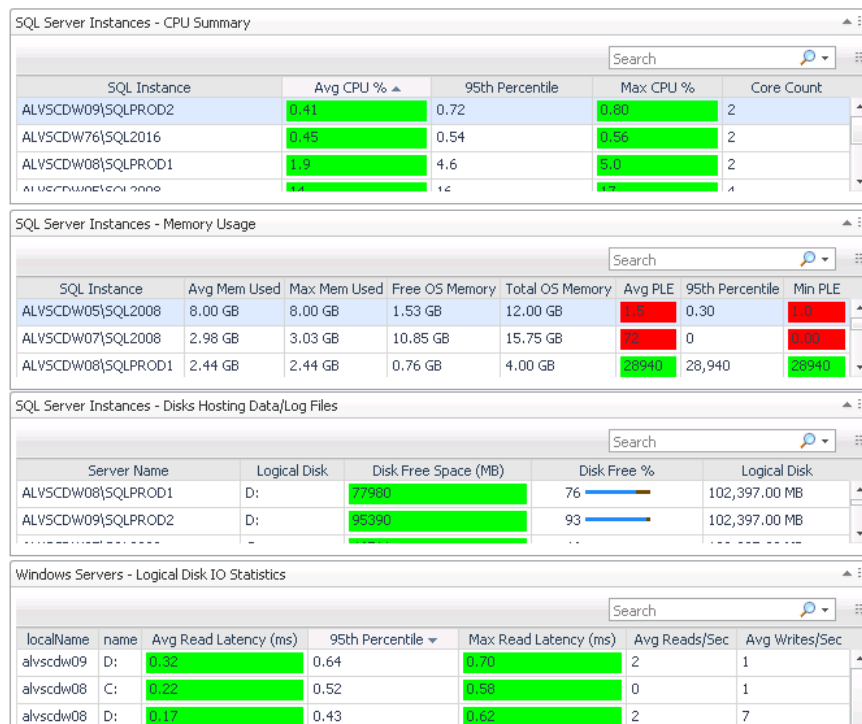 SQL Server Instances - CPU Summary
Search
SQL Instance Avg CPU % 95th Percentile Max CPU % Core Count
ALVSCDW09\SQLPROD2 0.41 0.72 0.80 2
ALVSCDW76\SQL2016 0.45 0.54 0.56 2
ALVSCDW08\SQLPROD1 1.9 4.6 5.0 2
ALVSCDW05\SQL2008 14 16 17 4
SQL Server Instances - Memory Usage
Search
SQL Instance Avg Mem Used Max Mem Used Free OS Memory Total OS Memory Avg PLE 95th Percentile Min PLE
ALVSCDW05\SQL2008 8.00 GB 8.00 GB 1.53 GB 12.00 GB 1.5 0.30 1.0
ALVSCDW07\SQL2008 2.98 GB 3.03 GB 10.85 GB 15.75 GB 72 0 0.00
ALVSCDW08\SQLPROD1 2.44 GB 2.44 GB 0.76 GB 4.00 GB 28940 28,940 28940
SQL Server Instances - Disks Hosting Data/Log Files
Search
Server Name Logical Disk Disk Free Space (MB) Disk Free % Logical Disk
ALVSCDW08\SQLPROD1 D: 77980 76 102,397.00 MB
ALVSCDW09\SQLPROD2 D: 95390 93 102,397.00 MB
Windows Servers - Logical Disk IO Statistics
Search
localName name Avg Read Latency (ms) 95th Percentile Max Read Latency (ms) Avg Reads/Sec Avg Writes/Sec
alvscdw09 D: 0.32 0.64 0.70 2 1
alvscdw08 C: 0.22 0.52 0.58 0 1
alvscdw08 D: 0.17 0.43 0.62 2 7